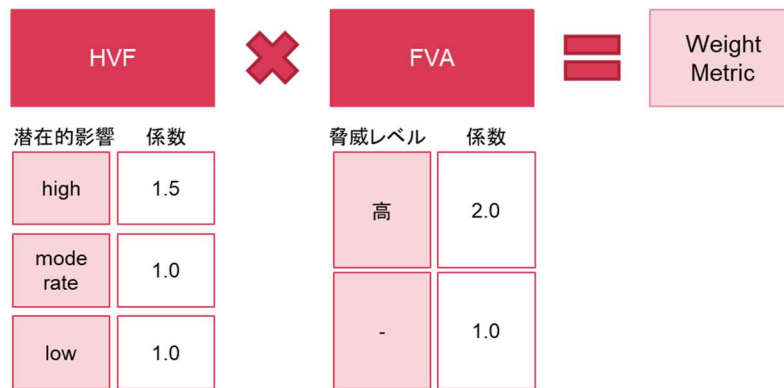 HVF
FVA
Weight
Metric
潜在的影響 係数
脅威レベル 係数
high 1.5
mode
rate
1.0
low 1.0
高 2.0
- 1.0